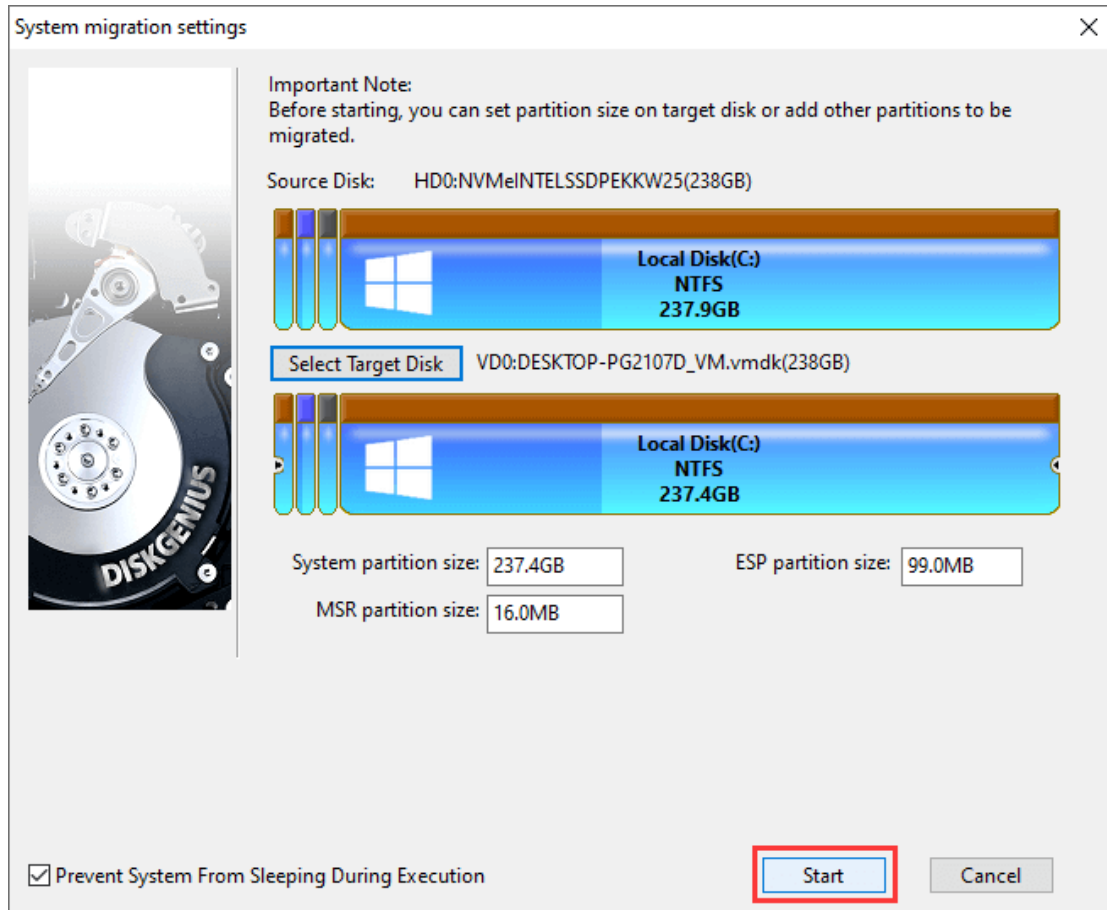 System migration settings
Important Note:
Before starting, you can set partition size on target disk or add other partitions to be
migrated.
Source Disk: HD0:NVMeINTELSSDPEKKW25(238GB)
Local Disk(C:)
NTFS
237.9GB
Select Target Disk VD0:DESKTOP-PG2107D_VM.vmdk(238GB)
Local Disk(C:)
NTFS
237.4GB
DISKGENIUS
System partition size: 237.4GB ESP partition size: 99.0MB
MSR partition size: 16.0MB
Prevent System From Sleeping During Execution Start Cancel